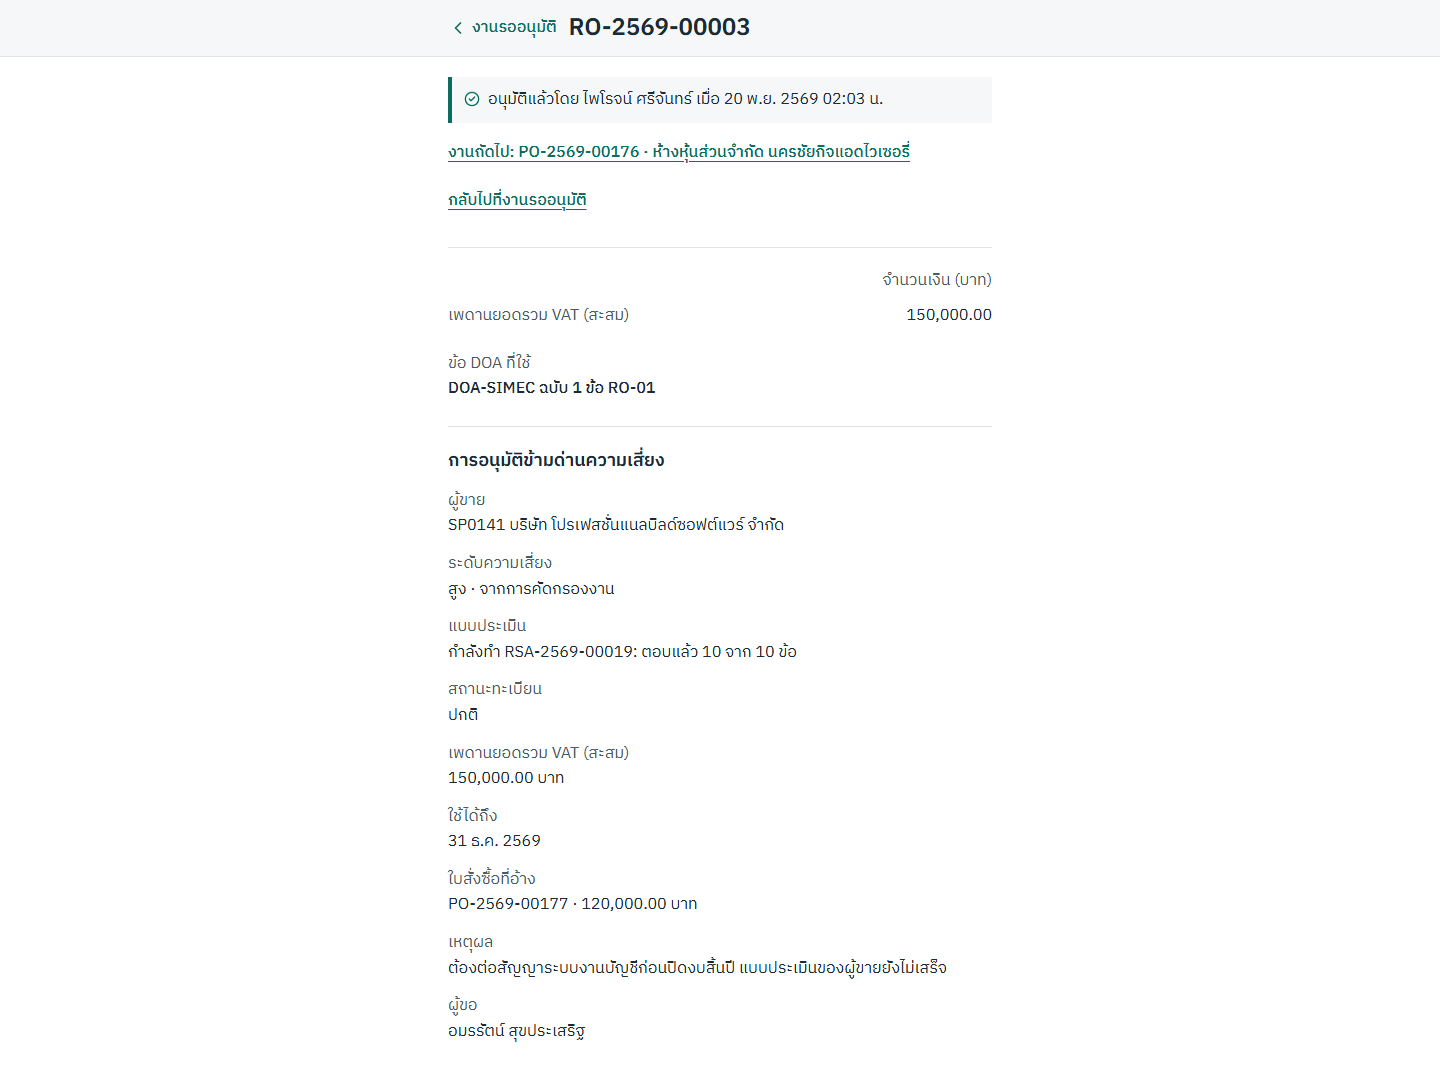 งานรออนุมัติ RO-2569-00003
อนุมัติแล้วโดย ไพโรจน์ ศรีจันทร์ เมื่อ 20 พ.ย. 2569 02:03 น.
งานถัดไป: PO-2569-00176 · ห้างหุ้นส่วนจำกัด นครชัยกิจแอดไวเซอรี่
กลับไปที่งานรออนุมัติ
จำนวนเงิน (บาท)
เพดานยอดรวม VAT (สะสม) 150,000.00
ข้อ DOA ที่ใช้
DOA-SIMEC ฉบับ 1 ข้อ RO-01
การอนุมัติข้ามด่านความเสี่ยง
ผู้ขาย
SP0141 บริษัท โปรเฟสชั่นแนลบิลด์ซอฟต์แวร์ จำกัด
ระดับความเสี่ยง
สูง · จากการคัดกรองงาน
แบบประเมิน
กำลังทำ RSA-2569-00019: ตอบแล้ว 10 จาก 10 ข้อ
สถานะทะเบียน
ปกติ
เพดานยอดรวม VAT (สะสม)
150,000.00 บาท
ใช้ได้ถึง
31 ธ.ค. 2569
ใบสั่งซื้อที่อ้าง
PO-2569-00177 · 120,000.00 บาท
เหตุผล
ต้องต่อสัญญาระบบงานบัญชีก่อนปิดงบสิ้นปี แบบประเมินของผู้ขายยังไม่เสร็จ
ผู้ขอ
อมรรัตน์ สุขประเสริฐ